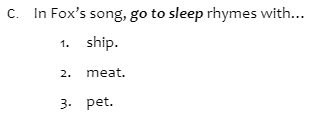 C. In Fox's song, go to sleep rhymes with...
1. ship.
2. meat.
3. pet.